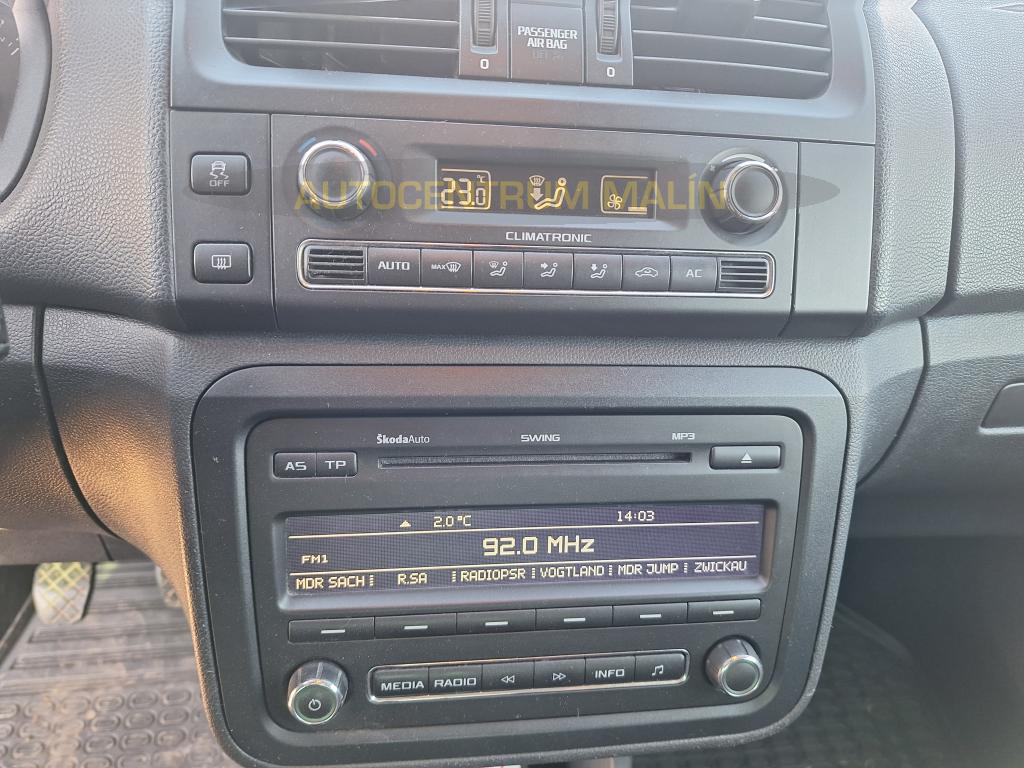 PASSENGER
AIR BAG
OFF
0
0
OFF
AUTOCENTRUM MALÍN
23.0 °C
CLIMATRONIC
AUTO
MAX
AC
ŠkodaAuto
SWING
MP3
AS
TP
2.0°C
14:03
92.0 MHz
FM1
MDR SACH
R.SA
RADIOPSR
VOGTLAND
MDR JUMP
ZWICKAU
MEDIA
RADIO
INFO